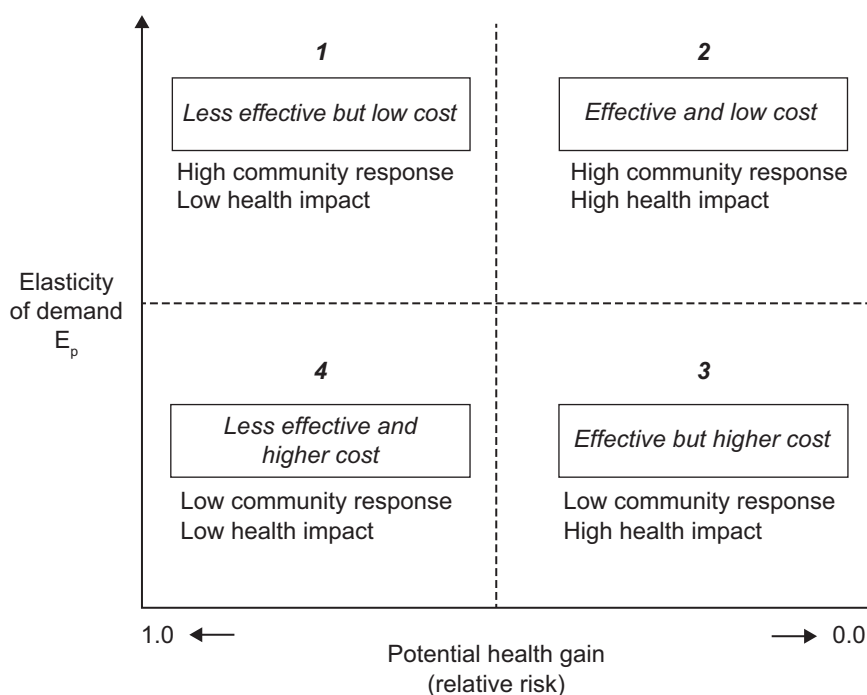 1
Less effective but low cost
High community response
Low health impact
2
Effective and low cost
High community response
High health impact
Elasticity
of demand
Ep
4
Less effective and
higher cost
Low community response
Low health impact
3
Effective but higher cost
Low community response
High health impact
1.0
0.0
Potential health gain
(relative risk)